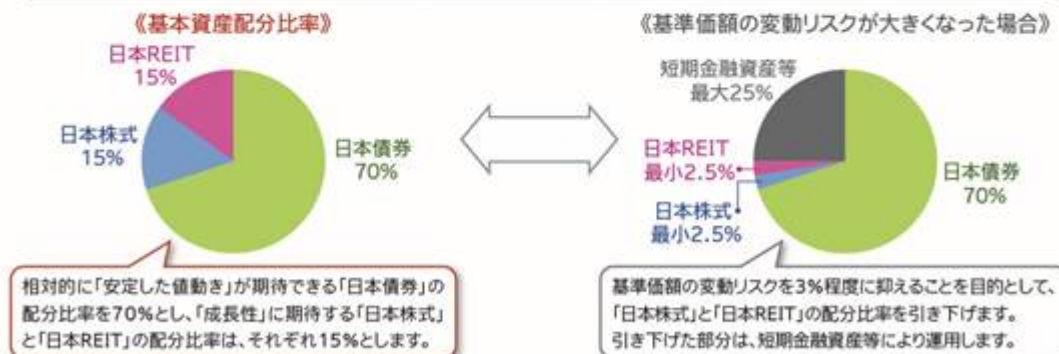 《基本資産配分比率》
日本REIT
15%
日本株式
15%
日本債券
70%
相対的に「安定した値動き」が期待できる「日本債券」の
配分比率を70%とし、「成長性」に期待する「日本株式」
と「日本REIT」の配分比率は、それぞれ15%とします。
《基準価額の変動リスクが大きくなった場合》
短期金融資産等
最大25%
日本REIT
最小2.5%
日本株式
最小2.5%
日本債券
70%
基準価額の変動リスクを3%程度に抑えることを目的として、
「日本株式」と「日本REIT」の配分比率を引き下げます。
引き下げた部分は、短期金融資産等により運用します。